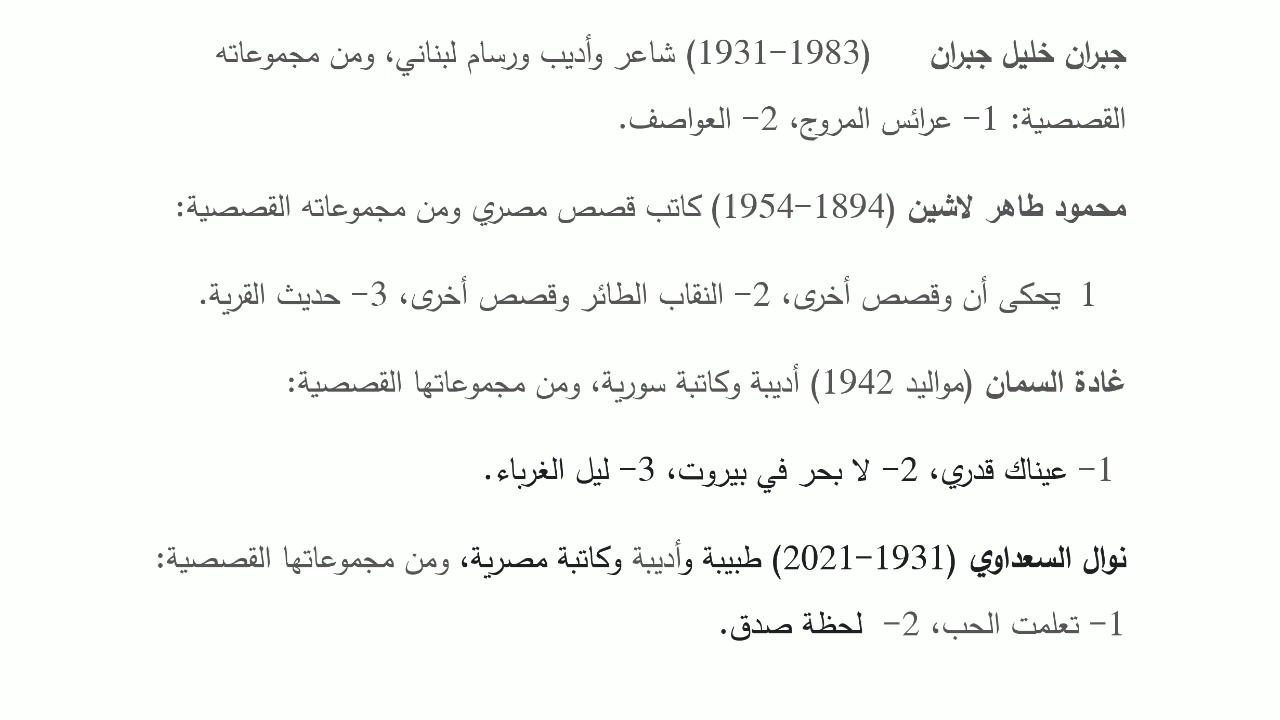 جبران خليل جبران (1983-1931) شاعر وأديب ورسام لبناني، ومن مجموعاته
القصصية: 1- عرائس المروج، 2- العواصف.
محمود طاهر لاشين (1894-1954) كاتب قصص مصري ومن مجموعاته القصصية:
1 يحكى أن وقصص أخرى، 2- النقاب الطائر وقصص أخرى، 3- حديث القرية.
غادة السمان (مواليد 1942) أديبة وكاتبة سورية، ومن مجموعاتها القصصية:
1- عيناك قدري، 2- لا بحر في بيروت، 3- ليل الغرباء.
نوال السعداوي (1931-2021) طبيبة وأديبة وكاتبة مصرية، ومن مجموعاتها القصصية:
1- تعلمت الحب، 2- لحظة صدق.